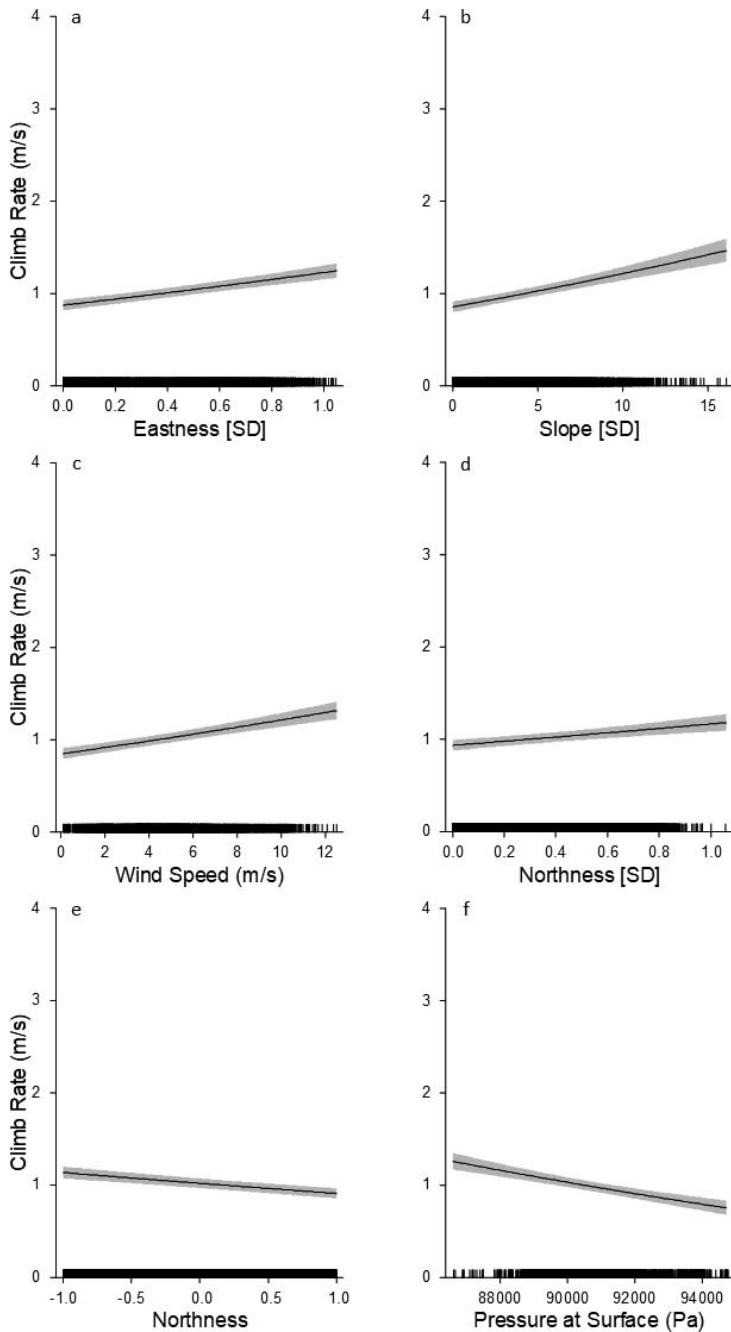 a
4
3
2
1
0
Climb Rate (m/s)
0.0 0.2 0.4 0.6 0.8 1.0
Eastness [SD]
b
4
3
2
1
0
0 5 10 15
Slope [SD]
c
4
3
2
1
0
Climb Rate (m/s)
0 2 4 6 8 10 12
Wind Speed (m/s)
d
4
3
2
1
0
0.0 0.2 0.4 0.6 0.8 1.0
Northness [SD]
e
4
3
2
1
0
Climb Rate (m/s)
-1.0 -0.5 0.0 0.5 1.0
Northness
f
4
3
2
1
0
88000 90000 92000 94000
Pressure at Surface (Pa)